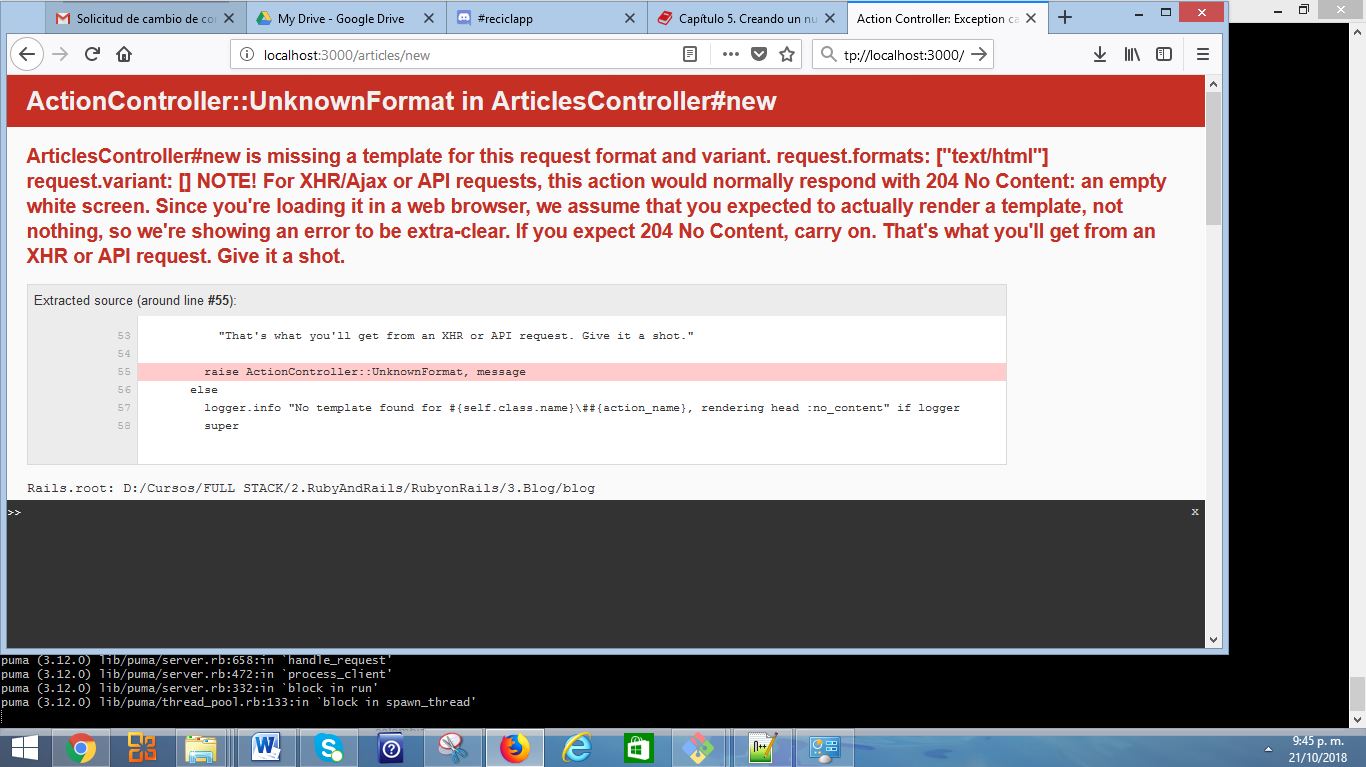 Solicitud de cambio de co
My Drive - Google Drive
#reciclapp
Capítulo 5. Creando un nu
Action Controller: Exception ca
localhost:3000/articles/new
tp://localhost:3000/
ActionController::UnknownFormat in ArticlesController#new
ArticlesController#new is missing a template for this request format and variant. request.formats: ["text/html"]
request.variant: [] NOTE! For XHR/Ajax or API requests, this action would normally respond with 204 No Content: an empty
white screen. Since you're loading it in a web browser, we assume that you expected to actually render a template, not
nothing, so we're showing an error to be extra-clear. If you expect 204 No Content, carry on. That's what you'll get from an
XHR or API request. Give it a shot.
Extracted source (around line #55):
53 "That's what you'll get from an XHR or API request. Give it a shot."
54
55 raise ActionController::UnknownFormat, message
56 else
57 logger.info "No template found for #{self.class.name}\##{action_name}, rendering head :no_content" if logger
58 super
Rails.root: D:/Cursos/FULL STACK/2.RubyAndRails/RubyonRails/3.Blog/blog
>>
x
puma (3.12.0) lib/puma/server.rb:658:in `handle_request'
puma (3.12.0) lib/puma/server.rb:472:in `process_client'
puma (3.12.0) lib/puma/server.rb:332:in `block in run'
puma (3.12.0) lib/puma/thread_pool.rb:133:in `block in spawn_thread'
9:45 p. m.
21/10/2018